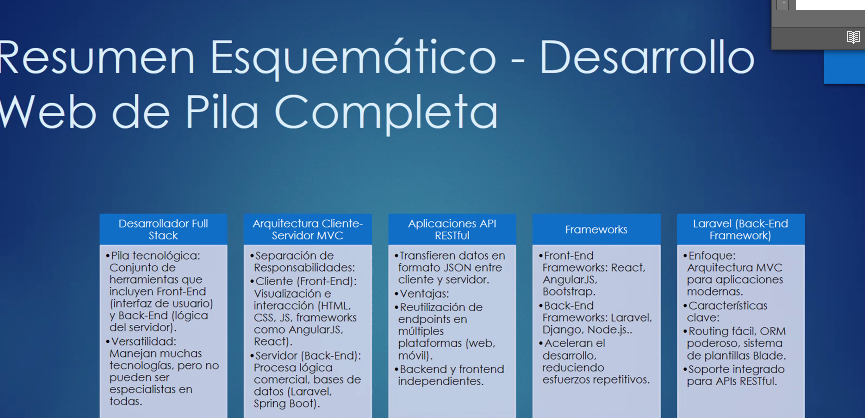 Resumen Esquemático - Desarrollo
Web de Pila Completa
Desarrollador Full
Stack
•Pila tecnológica:
Conjunto de
herramientas que
incluyen Front-End
(interfaz de usuario)
y Back-End (lógica
del servidor).
•Versatilidad:
Manejan muchas
tecnologías, pero no
pueden ser
especialistas en
todas.
Arquitectura Cliente-
Servidor MVC
•Separación de
Responsabilidades:
•Cliente (Front-End):
Visualización e
interacción (HTML,
CSS, JS, frameworks
como AngularJS,
React).
•Servidor (Back-End):
Procesa lógica
comercial, bases de
datos (Laravel,
Spring Boot).
Aplicaciones API
RESTful
•Transfieren datos en
formato JSON entre
cliente y servidor.
•Ventajas:
•Reutilización de
endpoints en
múltiples
plataformas (web,
móvil).
•Backend y frontend
independientes.
Frameworks
•Front-End
Frameworks: React,
AngularJS,
Bootstrap.
•Back-End
Frameworks: Laravel,
Django, Node.js..
•Aceleran el
desarrollo,
reduciendo
esfuerzos repetitivos.
Laravel (Back-End
Framework)
•Enfoque:
Arquitectura MVC
para aplicaciones
modernas.
•Características
clave:
•Routing fácil, ORM
poderoso, sistema
de plantillas Blade.
•Soporte integrado
para APIs RESTful.